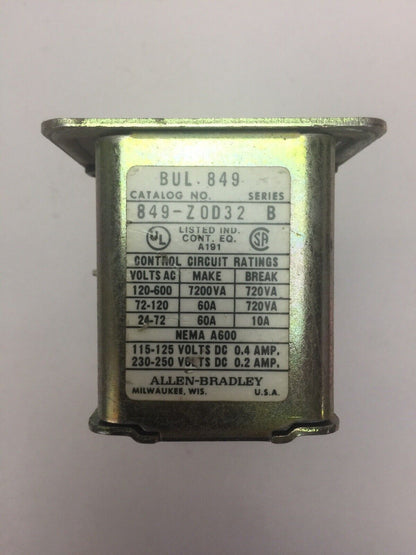 BUL. 849
CATALOG NO. SERIES
849-ZOD32 B
UL LISTED IND. CONT. EQ. A191 SA
CONTROL CIRCUIT RATINGS
VOLTS AC MAKE BREAK
120-600 7200VA 720VA
72-120 60A 720VA
24-72 60A 10A
NEMA A600
115-125 VOLTS DC 0.4 AMP.
230-250 VOLTS DC 0.2 AMP.
ALLEN-BRADLEY
MILWAUKEE, WIS. U.S.A.